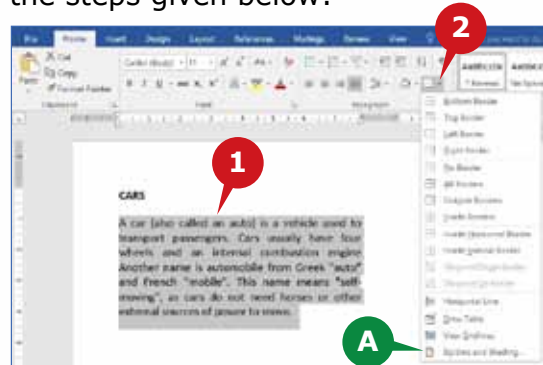 the steps given below:
2
File Home Insert Design Layout References Mailings Review View
Cut
Copy
Format Painter
Paste
1
Bottom Border
Top Border
Left Border
Right Border
No Border
All Borders
Outside Borders
Inside Borders
Inside Horizontal Border
Inside Vertical Border
Horizontal Line
Draw Table
View Gridlines
Borders and Shading...
CARS
A car (also called an auto) is a vehicle used to
transport passengers. Cars usually have four
wheels and an internal combustion engine
Another name is automobile from Greek "auto"
and French "mobile". This name means "self-
moving", as cars do not need horses or other
external sources of power to move.
A